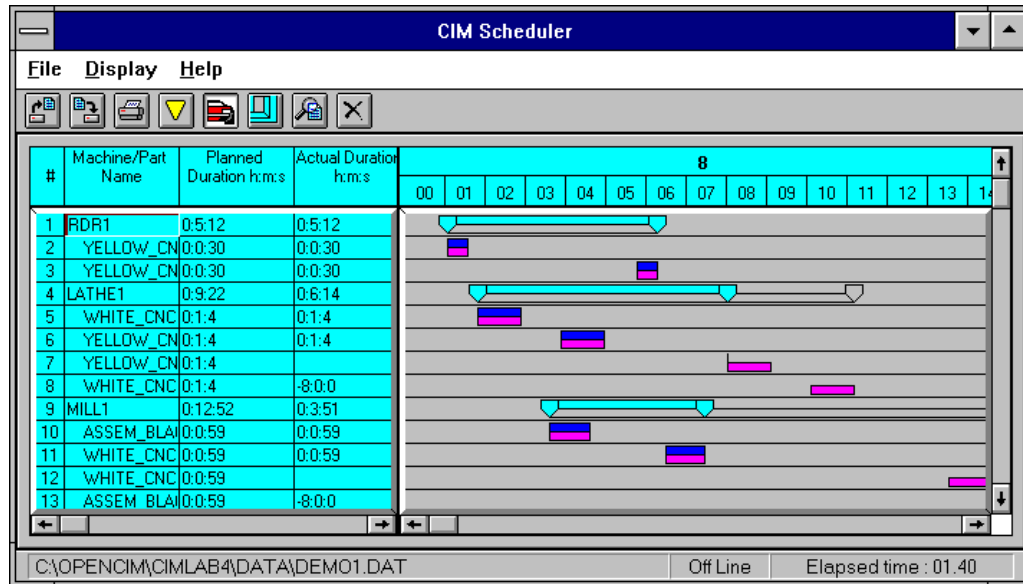 CIM Scheduler
File Display Help
# Machine/Part Name Planned Duration h:m:s Actual Duration h:m:s 8
00 01 02 03 04 05 06 07 08 09 10 11 12 13 14
1 RDR1 0:5:12 0:5:12
2 YELLOW_CN 0:0:30 0:0:30
3 YELLOW_CN 0:0:30 0:0:30
4 LATHE1 0:9:22 0:6:14
5 WHITE_CNC 0:1:4 0:1:4
6 YELLOW_CN 0:1:4 0:1:4
7 YELLOW_CN 0:1:4
8 WHITE_CNC 0:1:4 -8:0:0
9 MILL1 0:12:52 0:3:51
10 ASSEM_BLA 0:0:59 0:0:59
11 WHITE_CNC 0:0:59 0:0:59
12 WHITE_CNC 0:0:59
13 ASSEM_BLA 0:0:59 -8:0:0
C:\OPENCIM\CIMLAB4\DATA\DEMO1.DAT Off Line Elapsed time : 01.40